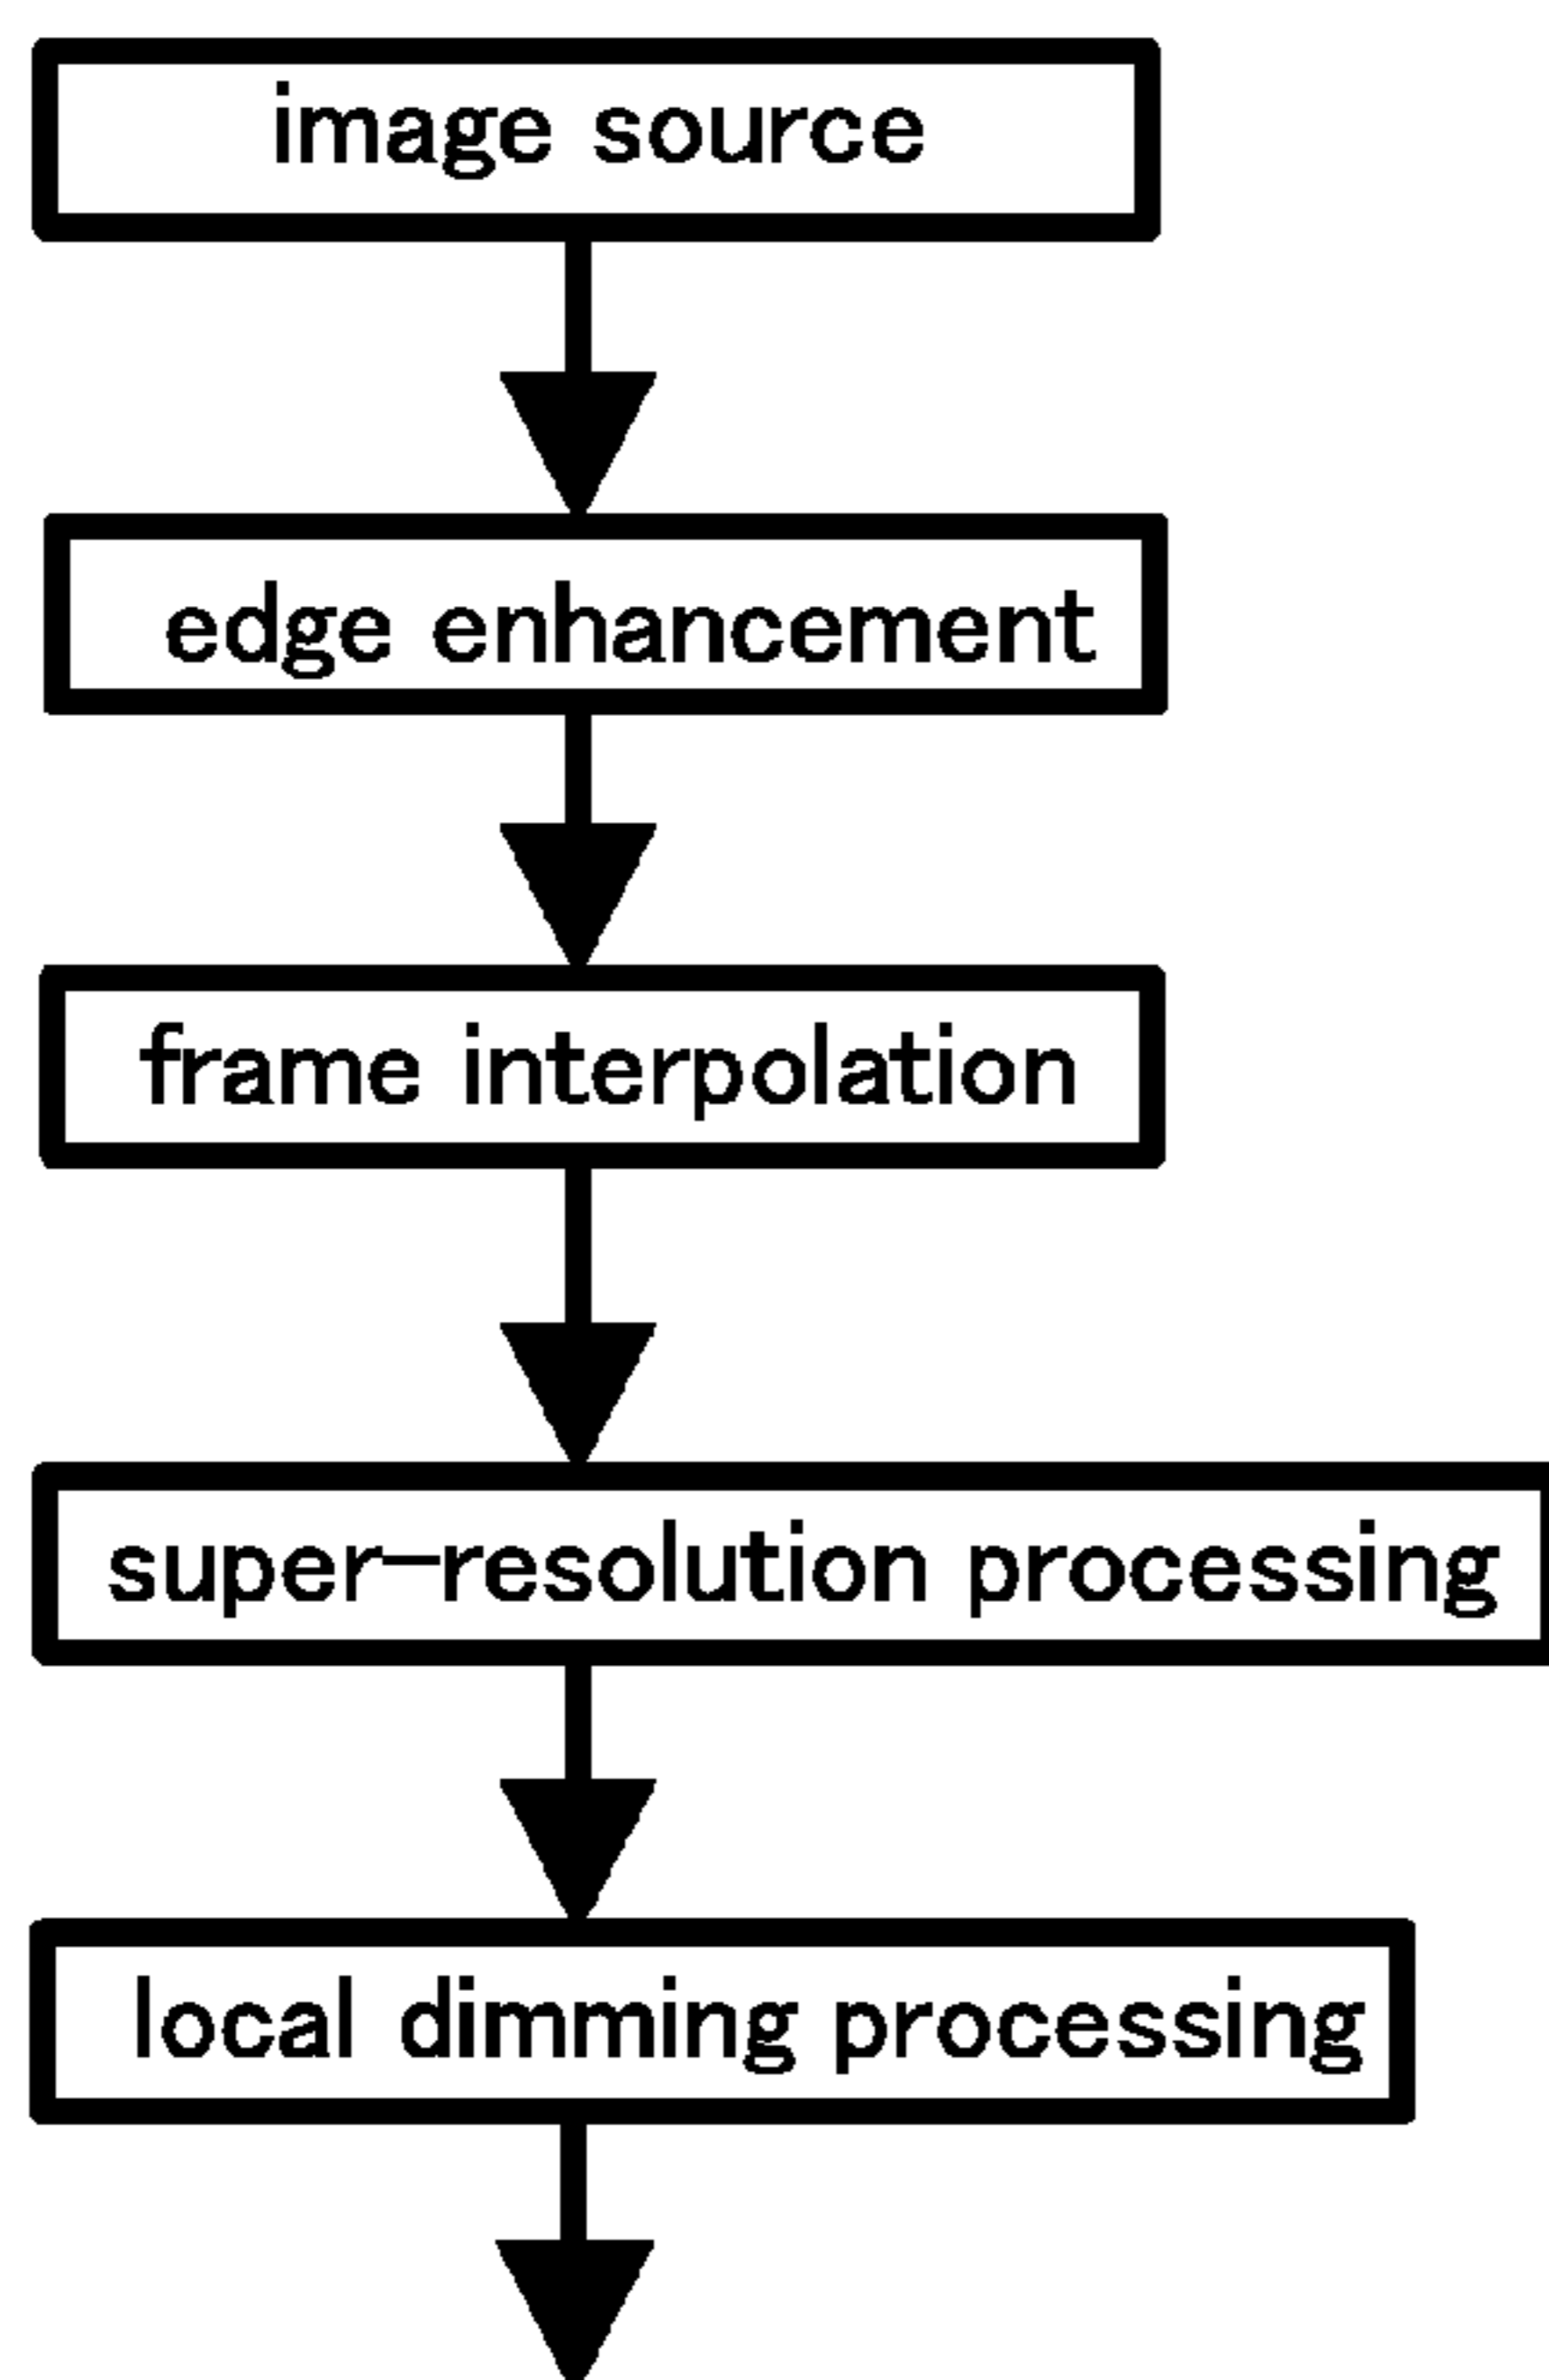 image source
edge enhancement
frame interpolation
super-resolution processing
local dimming processing